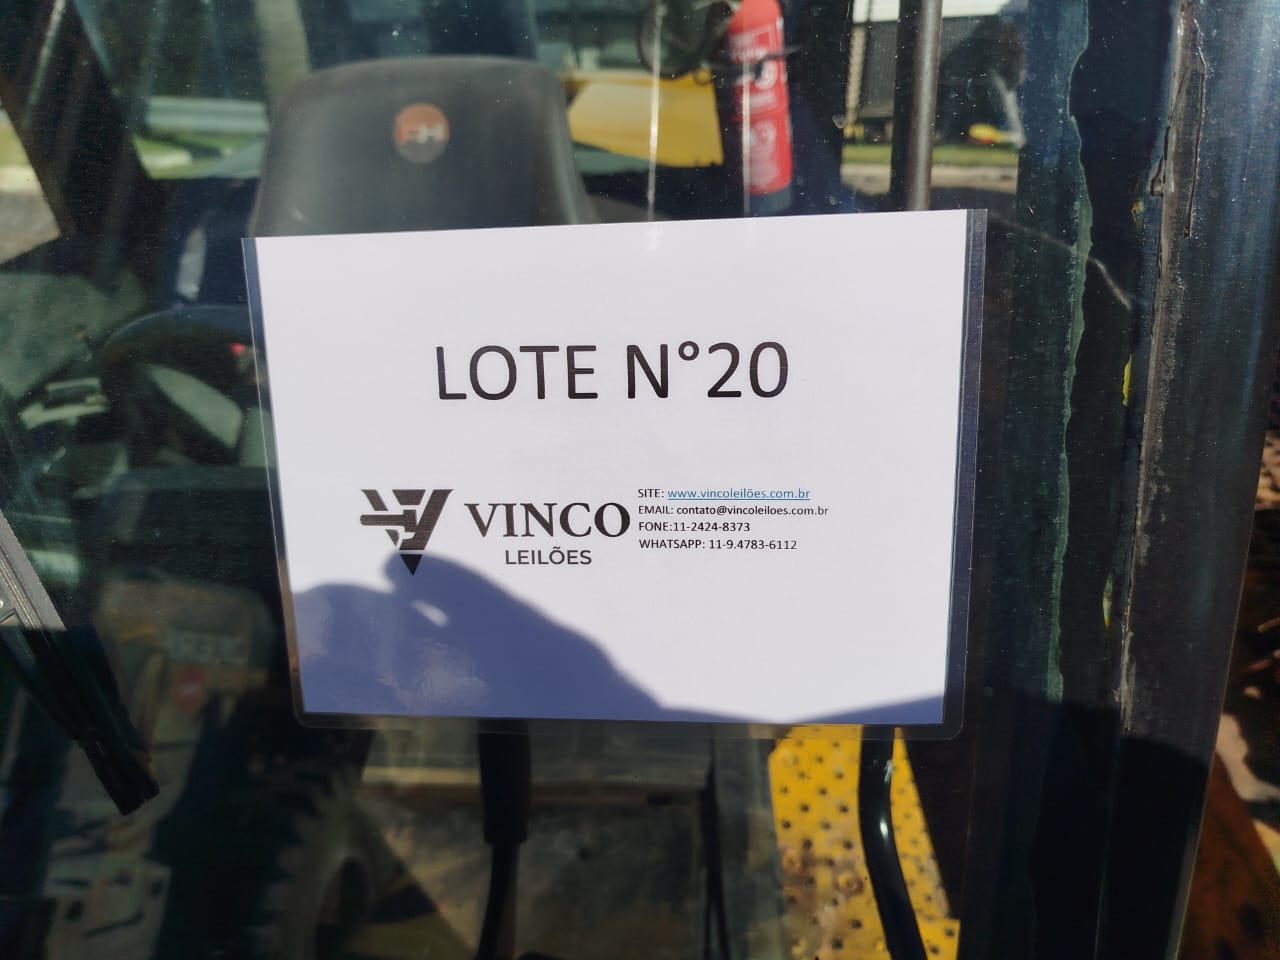 LOTE N°20
VINCO
LEILÕES
SITE: www.vincoleilões.com.br
EMAIL: contato@vincoleiloes.com.br
FONE:11-2424-8373
WHATSAPP: 11-9.4783-6112